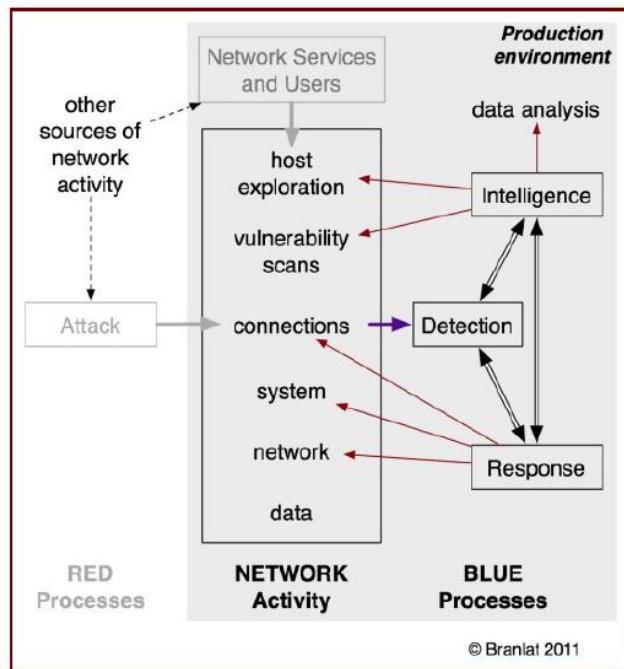 Production
environment
Network Services
and Users
other
sources of
network
activity
data analysis
host
exploration
Intelligence
vulnerability
scans
Attack
connections
Detection
system
network
Response
data
RED
Processes
NETWORK
Activity
BLUE
Processes
© Branlat 2011